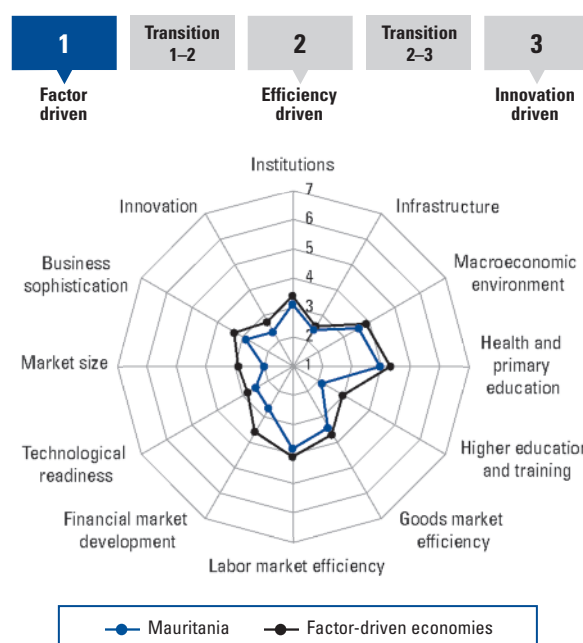 1
Transition
1–2
2
Transition
2–3
3
Factor
driven
Efficiency
driven
Innovation
driven
Institutions
7
Innovation
Infrastructure
6
5
Business
sophistication
Macroeconomic
environment
4
3
2
Market size
1
Health and
primary
education
Technological
readiness
Higher education
and training
Financial market
development
Goods market
efficiency
Labor market efficiency
Mauritania
Factor-driven economies